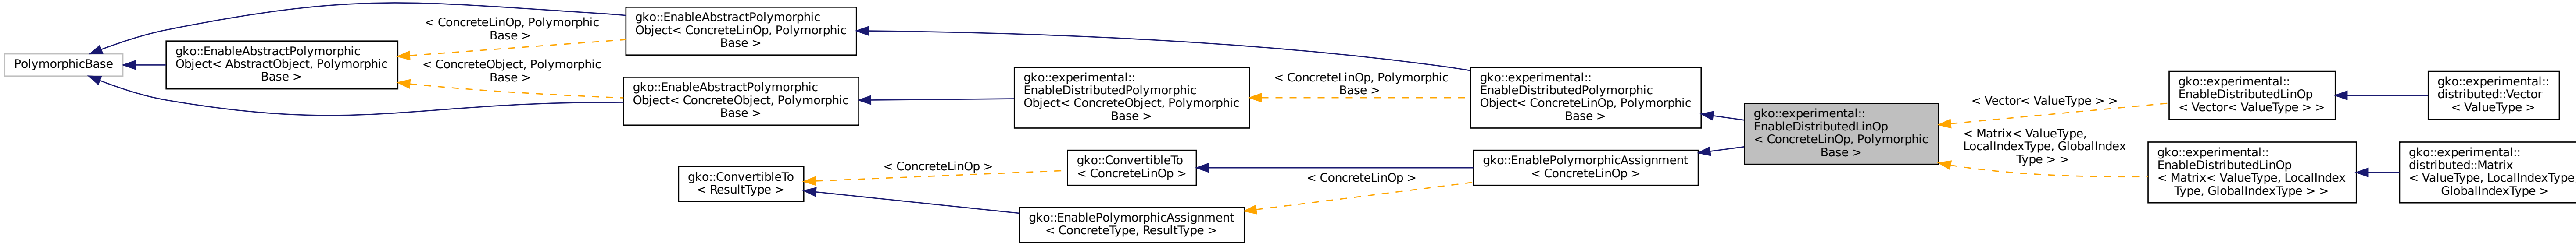 PolymorphicBase
gko::EnableAbstractPolymorphic
Object< AbstractObject, Polymorphic
Base >
< ConcreteLinOp, Polymorphic
Base >
< ConcreteObject, Polymorphic
Base >
gko::EnableAbstractPolymorphic
Object< ConcreteLinOp, Polymorphic
Base >
gko::EnableAbstractPolymorphic
Object< ConcreteObject, Polymorphic
Base >
gko::ConvertibleTo
< ResultType >
< ConcreteLinOp >
gko::experimental::
EnableDistributedPolymorphic
Object< ConcreteObject, Polymorphic
Base >
gko::ConvertibleTo
< ConcreteLinOp >
gko::EnablePolymorphicAssignment
< ConcreteType, ResultType >
< ConcreteLinOp, Polymorphic
Base >
< ConcreteLinOp >
gko::experimental::
EnableDistributedPolymorphic
Object< ConcreteLinOp, Polymorphic
Base >
gko::EnablePolymorphicAssignment
< ConcreteLinOp >
gko::experimental::
EnableDistributedLinOp
< ConcreteLinOp, Polymorphic
Base >
< Vector< ValueType > >
< Matrix< ValueType,
LocalIndexType, GlobalIndex
Type > >
gko::experimental::
EnableDistributedLinOp
< Vector< ValueType > >
gko::experimental::
EnableDistributedLinOp
< Matrix< ValueType, LocalIndex
Type, GlobalIndexType > >
gko::experimental::
distributed::Vector
< ValueType >
gko::experimental::
distributed::Matrix
< ValueType, LocalIndexType,
GlobalIndexType >